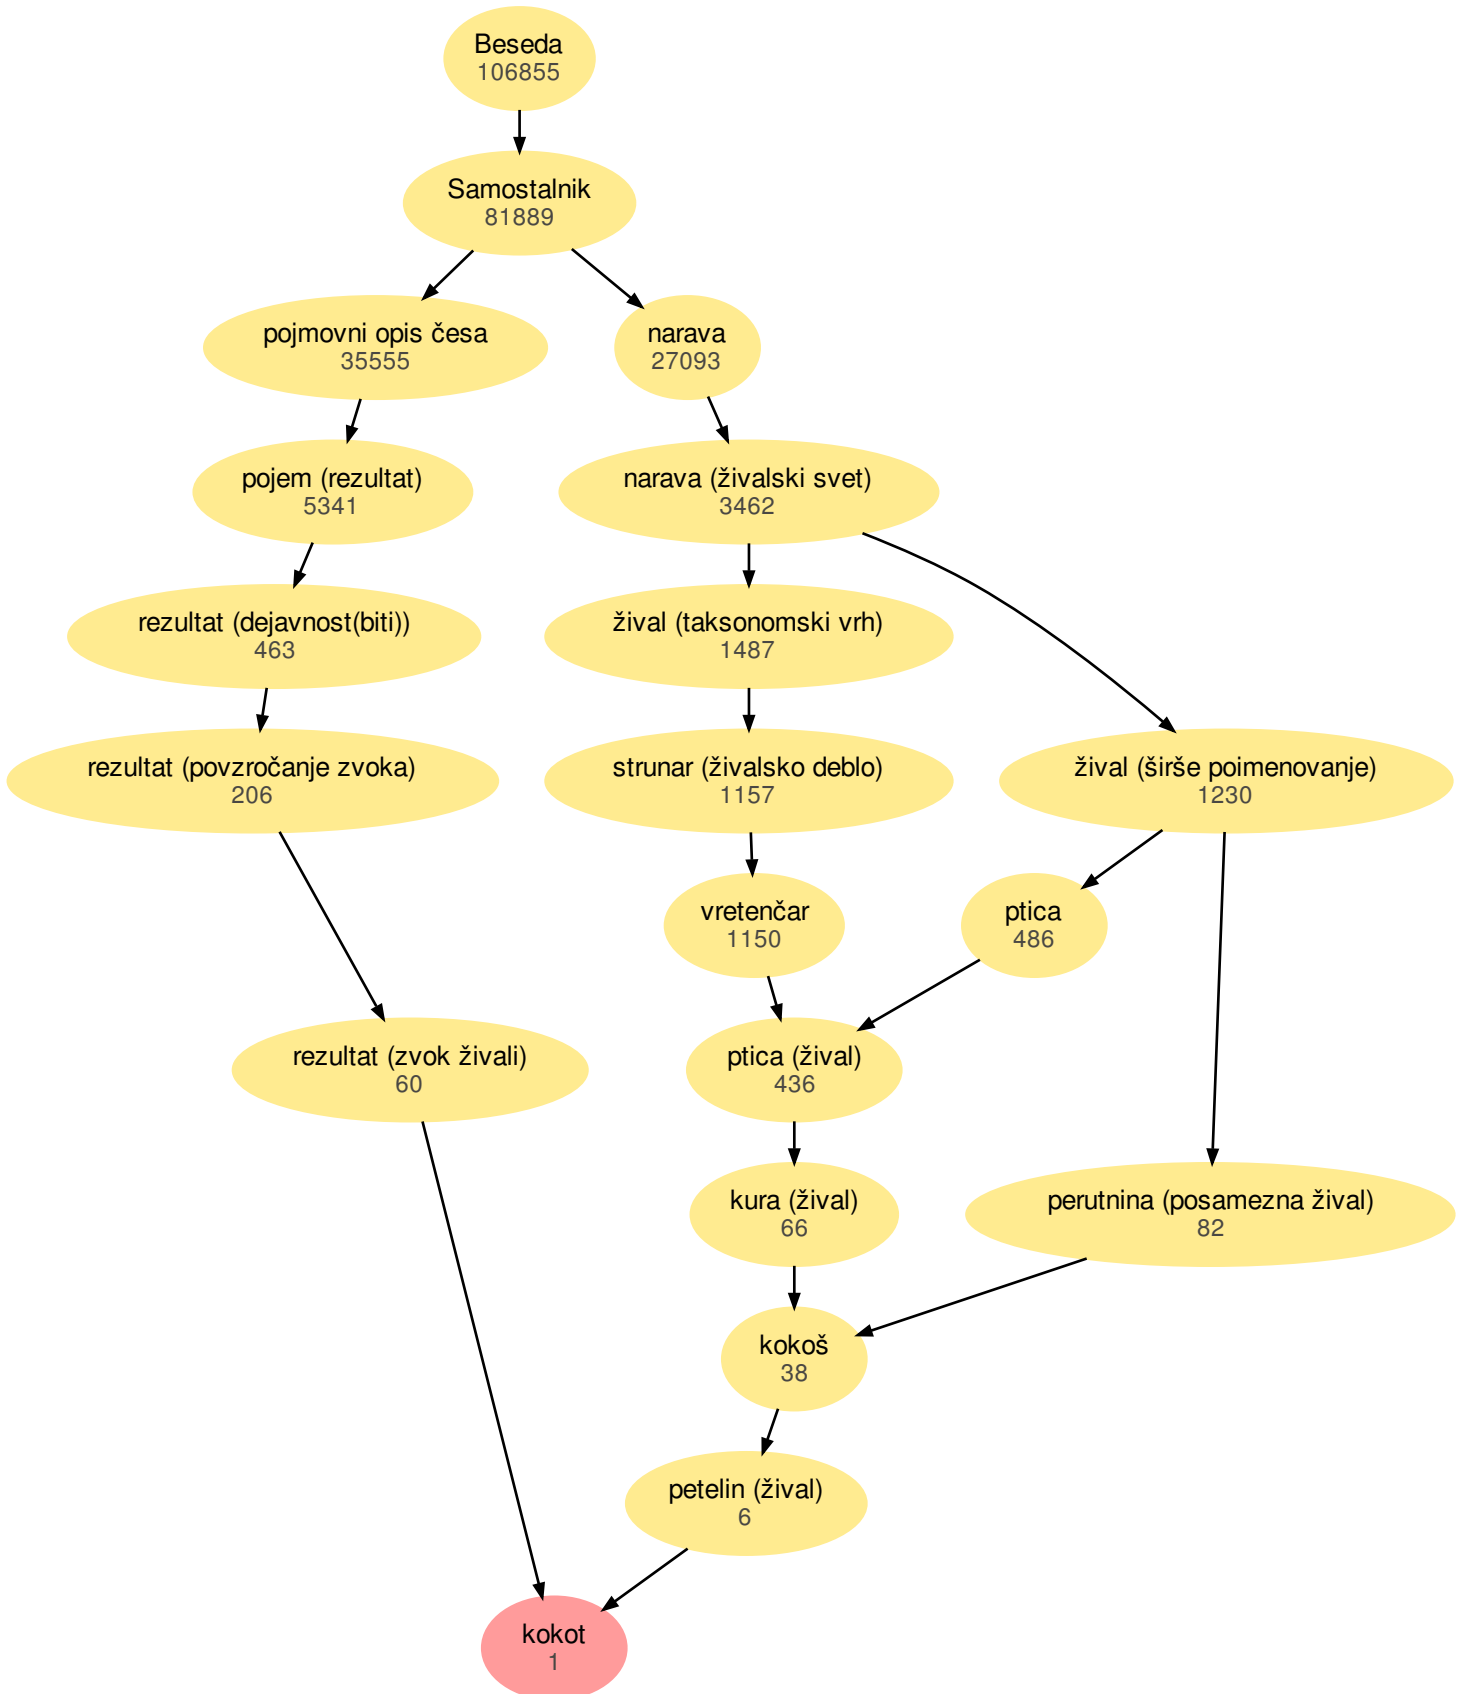 Beseda
106855
Samostalnik
81889
pojmovni opis česa
35555
narava
27093
pojem (rezultat)
5341
narava (živalski svet)
3462
rezultat (dejavnost(biti))
463
žival (taksonomski vrh)
1487
rezultat (povzročanje zvoka)
206
strunar (živalsko deblo)
1157
žival (širše poimenovanje)
1230
vretenčar
1150
ptica
486
rezultat (zvok živali)
60
ptica (žival)
436
kura (žival)
66
perutnina (posamezna žival)
82
kokoš
38
petelin (žival)
6
kokot
1